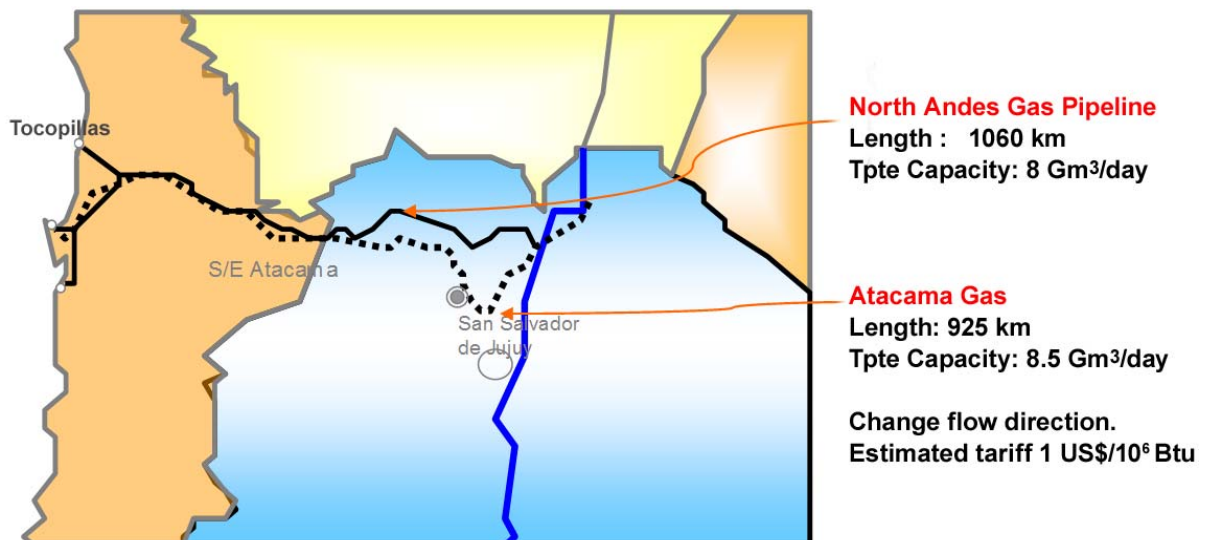 Tocopillas
S/E Atacama
San Salvador
de Jujuy
North Andes Gas Pipeline
Length : 1060 km
Tpte Capacity: 8 Gm³/day
Atacama Gas
Length: 925 km
Tpte Capacity: 8.5 Gm³/day
Change flow direction.
Estimated tariff 1 US$/10⁶ Btu